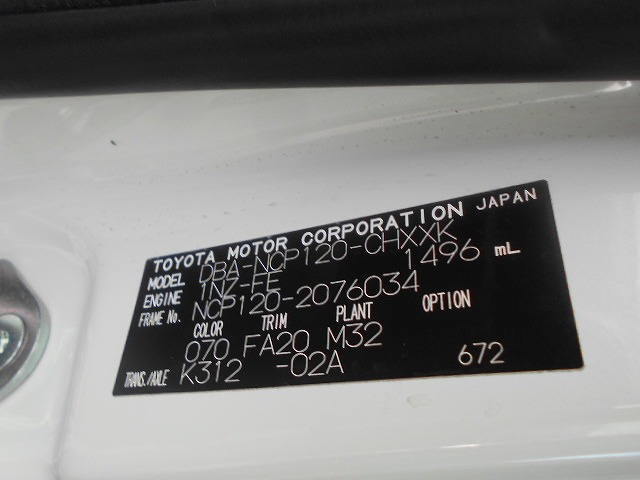 TOYOTA MOTOR CORPORATION JAPAN
MODEL DBA-NCP120-CHXXK
ENGINE 1NZ-FE 1496 mL
FRAME No. NCP120-2076034
COLOR TRIM PLANT OPTION
070 FA20 M32
TRANS./AXLE K312 -02A 672